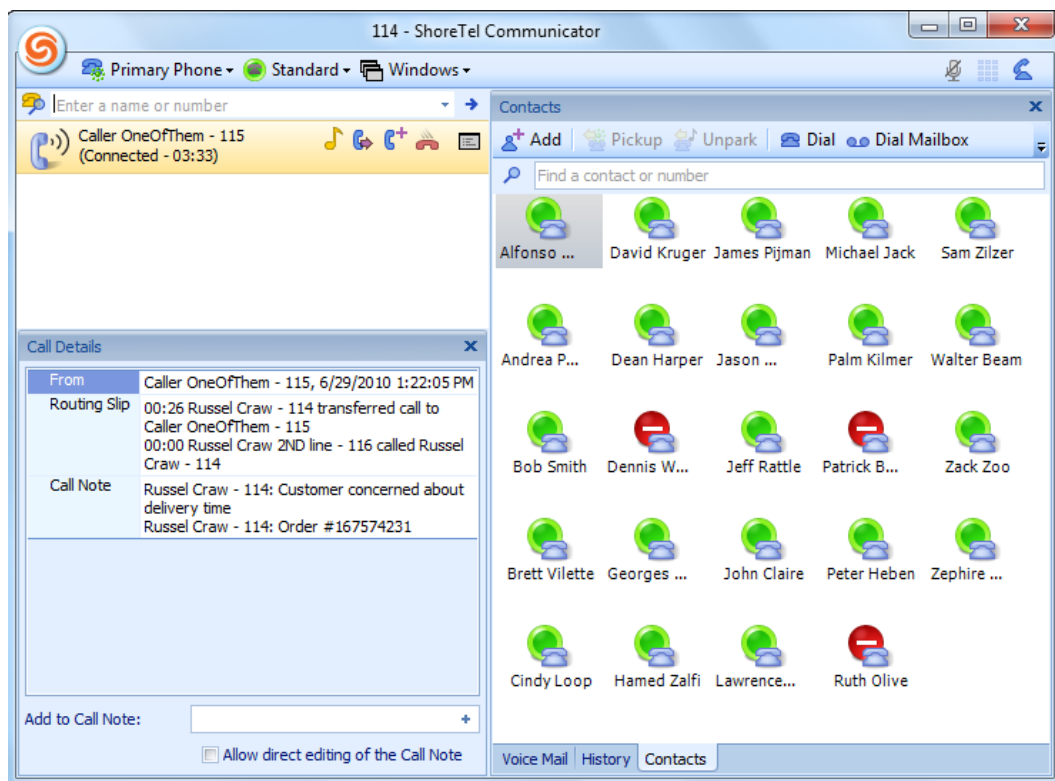 114 - ShoreTel Communicator
Primary Phone Standard Windows
Enter a name or number
Caller OneOfThem - 115
(Connected - 03:33)
Call Details
From Caller OneOfThem - 115, 6/29/2010 1:22:05 PM
Routing Slip 00:26 Russel Craw - 114 transferred call to
Caller OneOfThem - 115
00:00 Russel Craw 2ND line - 116 called Russel
Craw - 114
Call Note Russel Craw - 114: Customer concerned about
delivery time
Russel Craw - 114: Order #167574231
Add to Call Note:
Allow direct editing of the Call Note
Contacts
Add Pickup Unpark Dial Dial Mailbox
Find a contact or number
Alfonso ... David Kruger James Pijman Michael Jack Sam Zilzer
Andrea P... Dean Harper Jason ... Palm Kilmer Walter Beam
Bob Smith Dennis W... Jeff Rattle Patrick B... Zack Zoo
Brett Vilette Georges ... John Claire Peter Heben Zephire ...
Cindy Loop Hamed Zalfi Lawrence... Ruth Olive
Voice Mail History Contacts